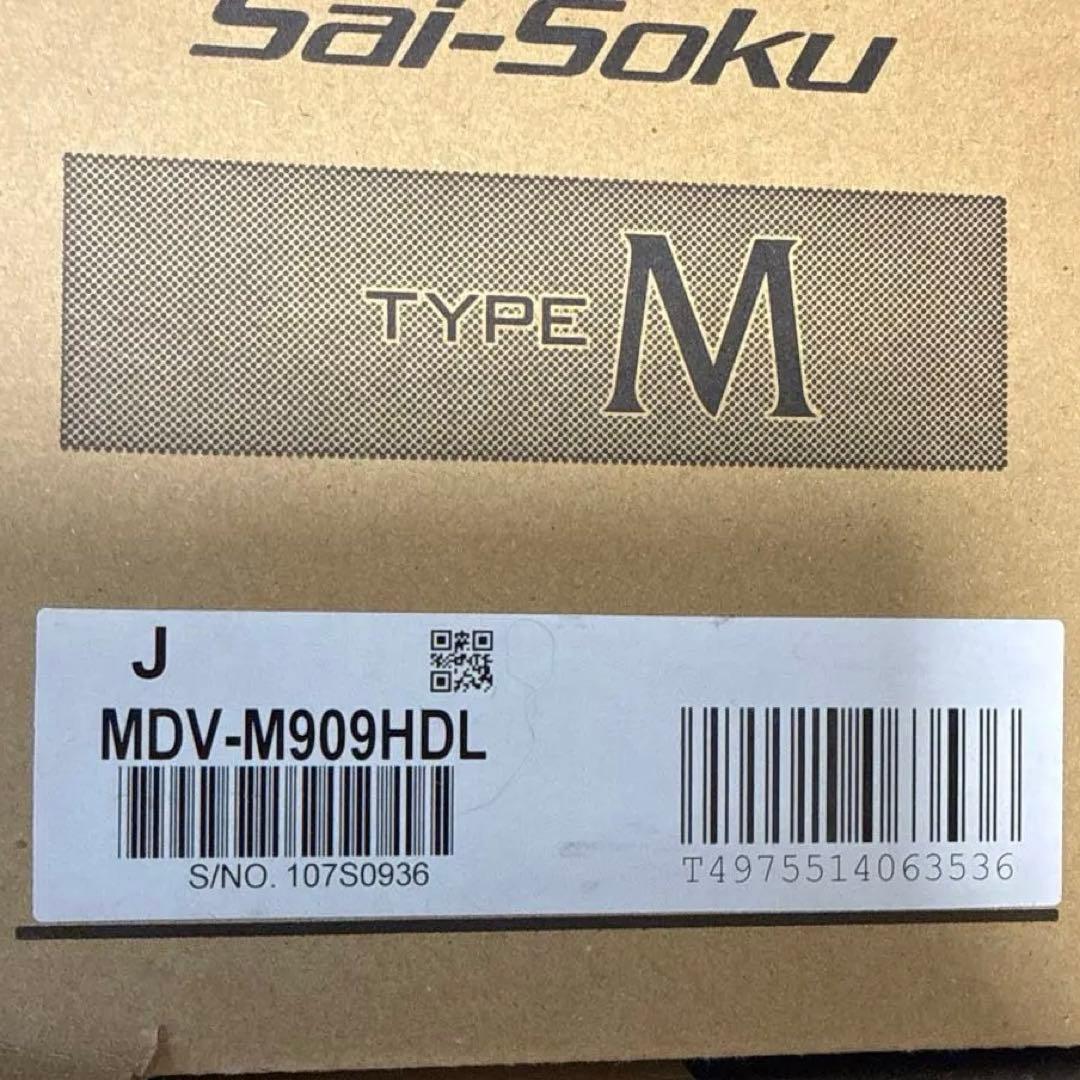 Sai-Soku
TYPE M
J
MDV-M909HDL
S/NO. 107S0936
T4975514063536